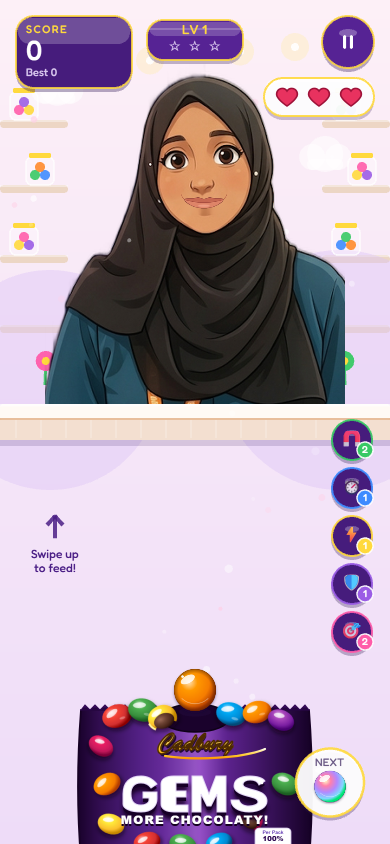 SCORE
0
Best 0
LV 1
2
1
1
1
2
Swipe up
to feed!
Cadbury
GEMS
MORE CHOCOLATY!
Per Pack
100%
NEXT